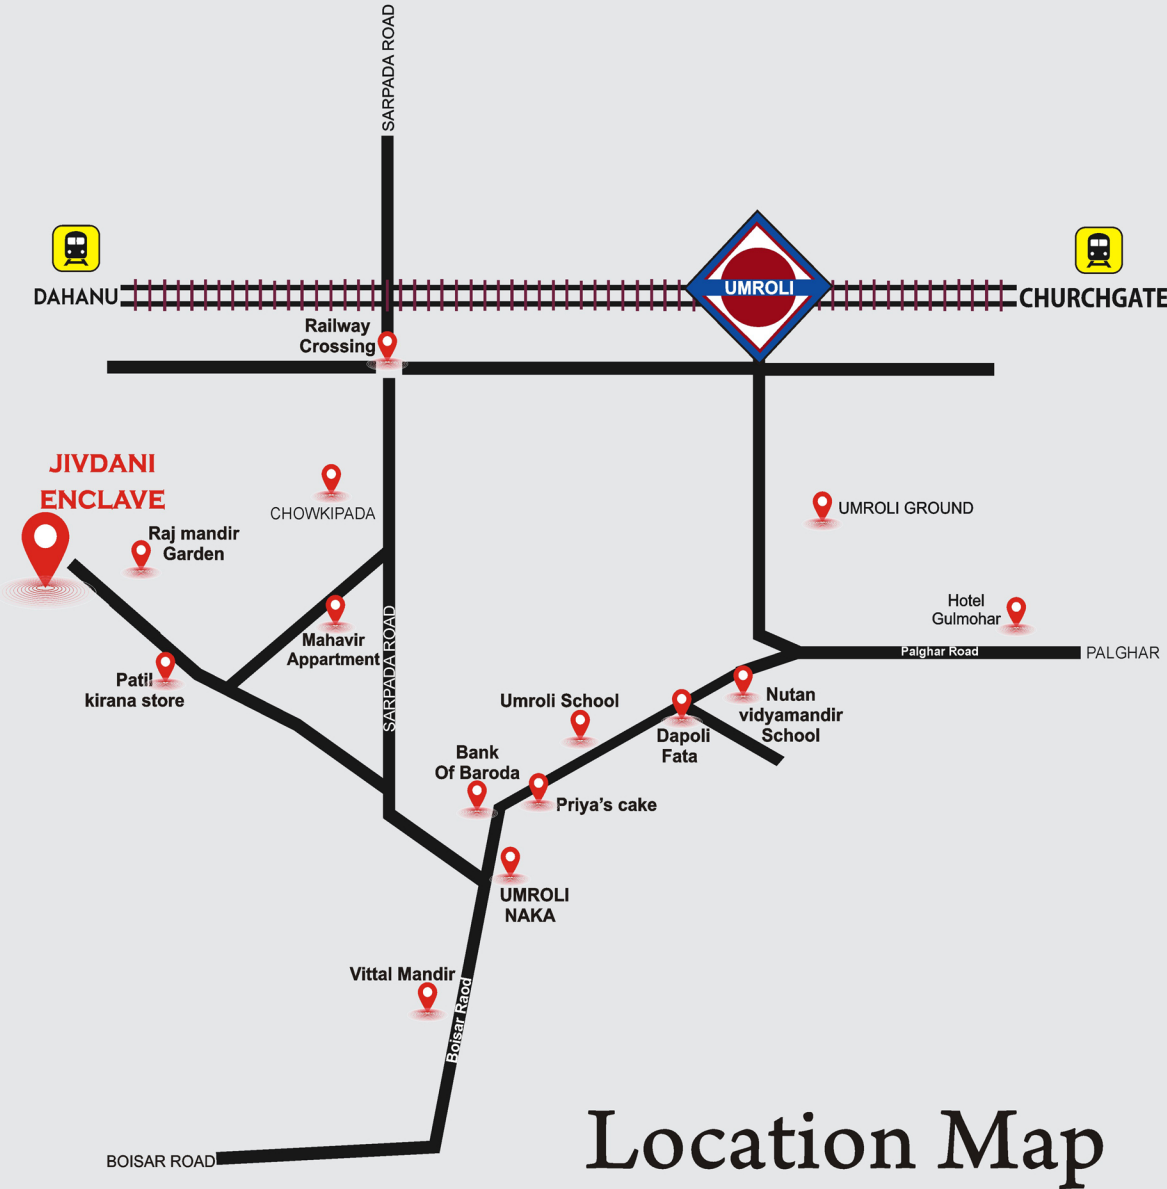 SARPADA ROAD
DAHANU
UMROLI
CHURCHGATE
Railway
Crossing
JIVDANI
ENCLAVE
CHOWKIPADA
UMROLI GROUND
Raj mandir
Garden
Hotel
Gulmohar
Mahavir
Appartment
SARPADA ROAD
Palghar Road
PALGHAR
Patil
kirana store
Umroli School
Nutan
vidyamandir
School
Dapoli
Fata
Bank
Of Baroda
Priya's cake
UMROLI
NAKA
Vittal Mandir
Boisar Raod
BOISAR ROAD
Location Map